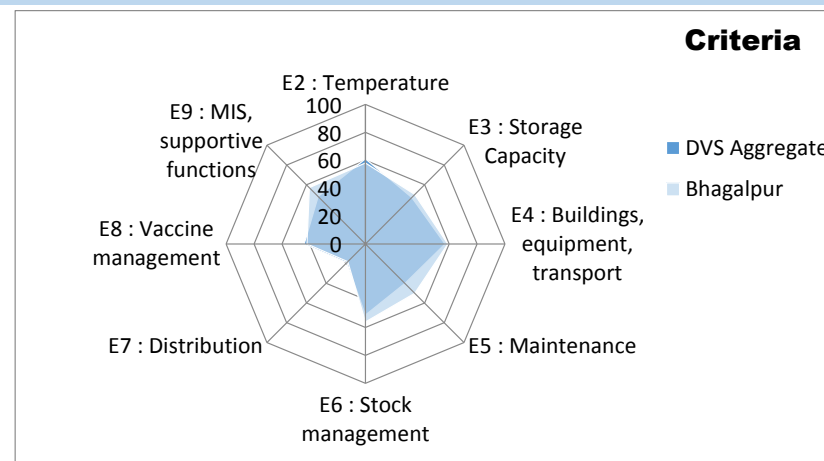 Criteria
E2 : Temperature
100
80
60
40
20
0
E3 : Storage
Capacity
E4 : Buildings,
equipment,
transport
E5 : Maintenance
E6 : Stock
management
E7 : Distribution
E8 : Vaccine
management
E9 : MIS,
supportive
functions
DVS Aggregate
Bhagalpur